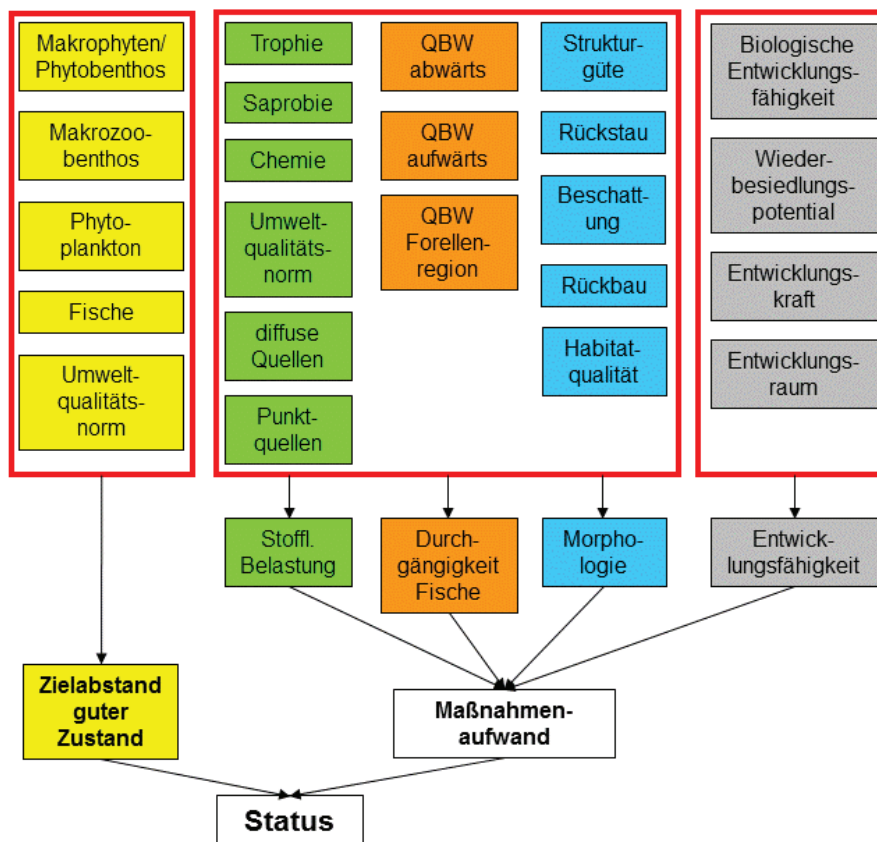 Makrophyten/
Phytobenthos
Makrozoo-
benthos
Phyto-
plankton
Fische
Umwelt-
qualitäts-
norm
Trophie
Saprobie
Chemie
Umwelt-
qualitäts-
norm
diffuse
Quellen
Punkt-
quellen
QBW
abwärts
QBW
aufwärts
QBW
Forellen-
region
Struktur-
güte
Rückstau
Beschatt-
ung
Rückbau
Habitat-
qualität
Biologische
Entwicklungs-
fähigkeit
Wieder-
besiedlungs-
potential
Entwicklungs-
kraft
Entwicklungs-
raum
Stoffl.
Belastung
Durch-
gängigkeit
Fische
Morpho-
logie
Entwick-
lungsfähigkeit
Zielabstand
guter
Zustand
Maßnahmen-
aufwand
Status